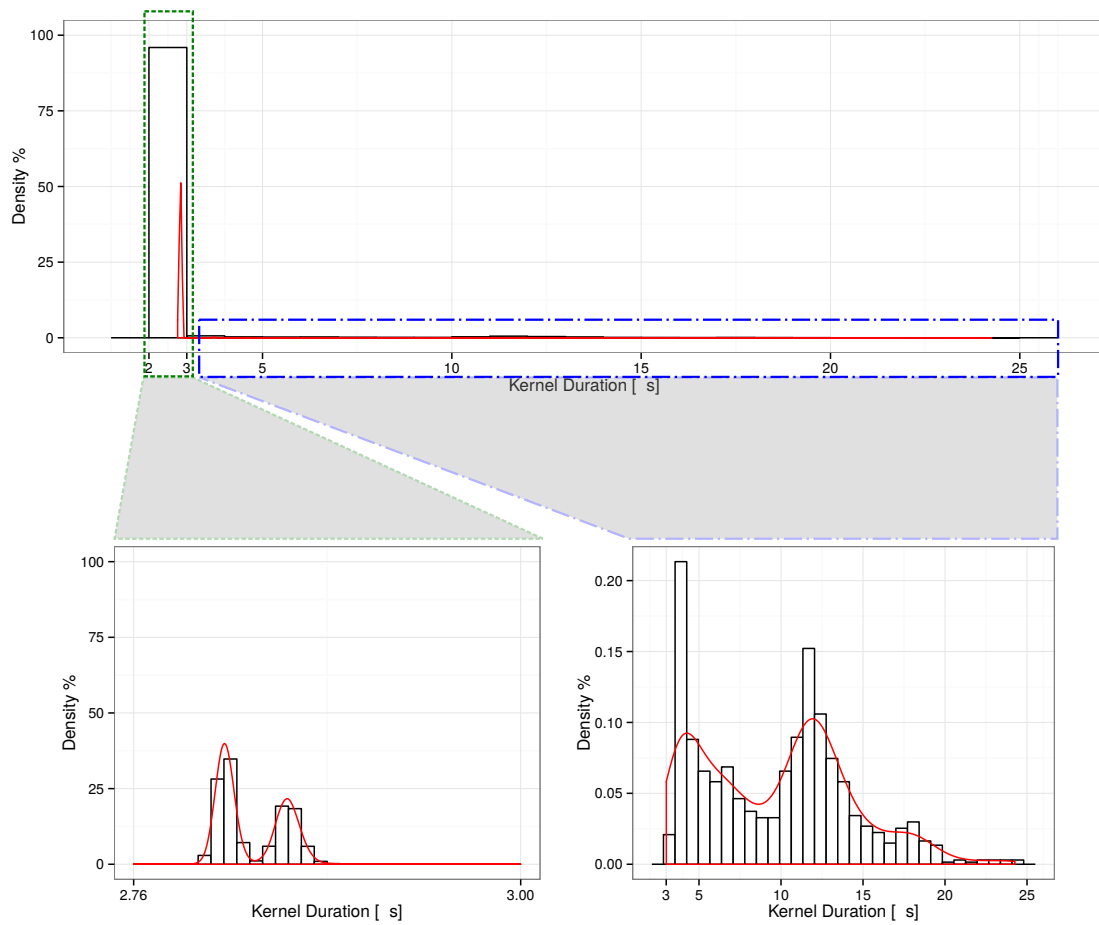 100
75
50
25
0
Density %
2 3 5 10 15 20 25
Kernel Duration [ s]
100
75
50
25
0
Density %
2.76 3.00
Kernel Duration [ s]
0.20
0.15
0.10
0.05
0.00
Density %
3 5 10 15 20 25
Kernel Duration [ s]